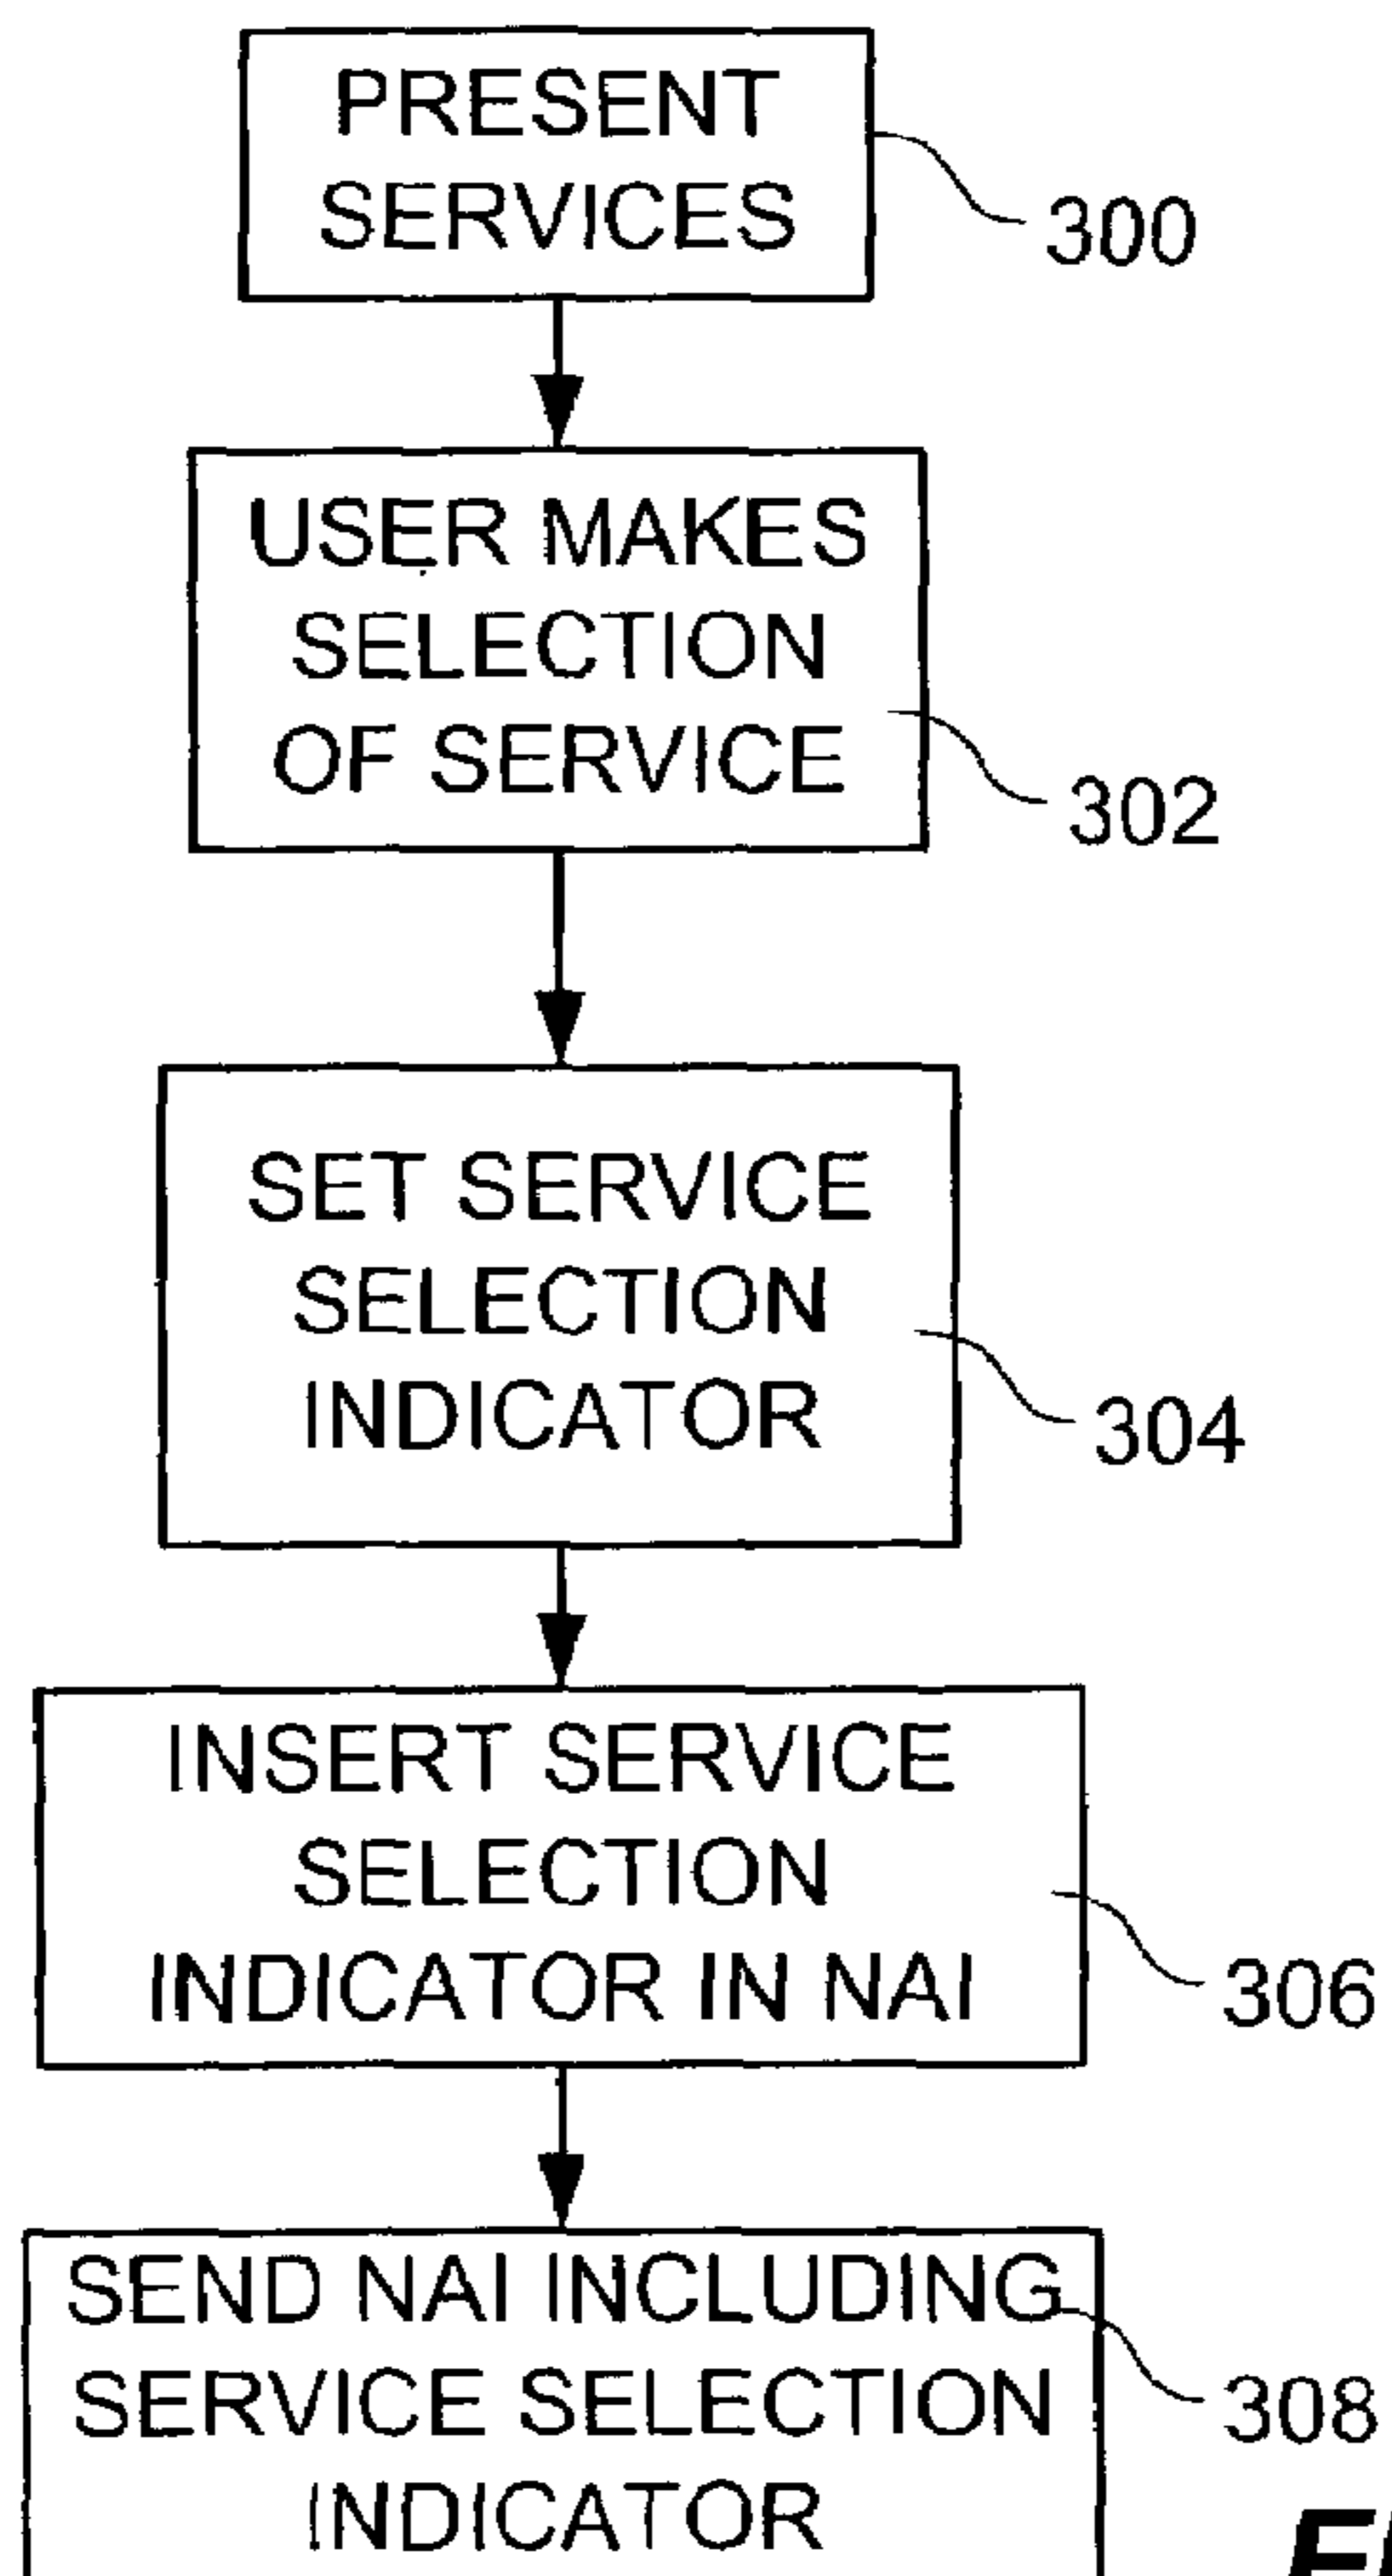 PRESENT
SERVICES
300
USER MAKES
SELECTION
OF SERVICE
302
SET SERVICE
SELECTION
INDICATOR
304
INSERT SERVICE
SELECTION
INDICATOR IN NAI
306
SEND NAI INCLUDING
SERVICE SELECTION
INDICATOR
308